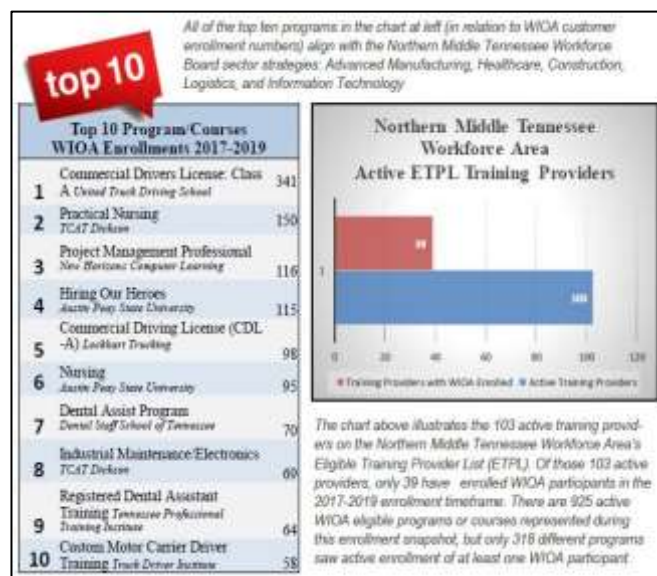 All of the top ten programs in the chart at left (in relation to WIOA customer
enrollment numbers) align with the Northern Middle Tennessee Workforce
Board sector strategies: Advanced Manufacturing, Healthcare, Construction,
Logistics, and Information Technology
top 10
Top 10 Program/Courses
WIOA Enrollments 2017-2019
1 Commercial Drivers License: Class
A United Truck Driving School 341
2 Practical Nursing
TCAT Dickson 150
3 Project Management Professional
New Horizons Computer Learning 116
4 Hiring Our Heroes
Austin Peay State University 115
5 Commercial Driving License (CDL
-A) Lockhart Trucking 98
6 Nursing
Austin Peay State University 95
7 Dental Assist Program
Dental Staff School of Tennessee 70
8 Industrial Maintenance/Electronics
TCAT Dickson 69
9 Registered Dental Assistant
Training Tennessee Professional
Training Institute 64
10 Custom Motor Carrier Driver
Training Truck Driver Institute 58
Northern Middle Tennessee
Workforce Area
Active ETPL Training Providers
1
0 20 40 60 80 100 120
Training Providers with WIOA Enrolled Active Training Providers
The chart above illustrates the 103 active training provid-
ers on the Northern Middle Tennessee Workforce Area's
Eligible Training Provider List (ETPL). Of those 103 active
providers, only 39 have enrolled WIOA participants in the
2017-2019 enrollment timeframe. There are 925 active
WIOA eligible programs or courses represented during
this enrollment snapshot, but only 318 different programs
saw active enrollment of at least one WIOA participant